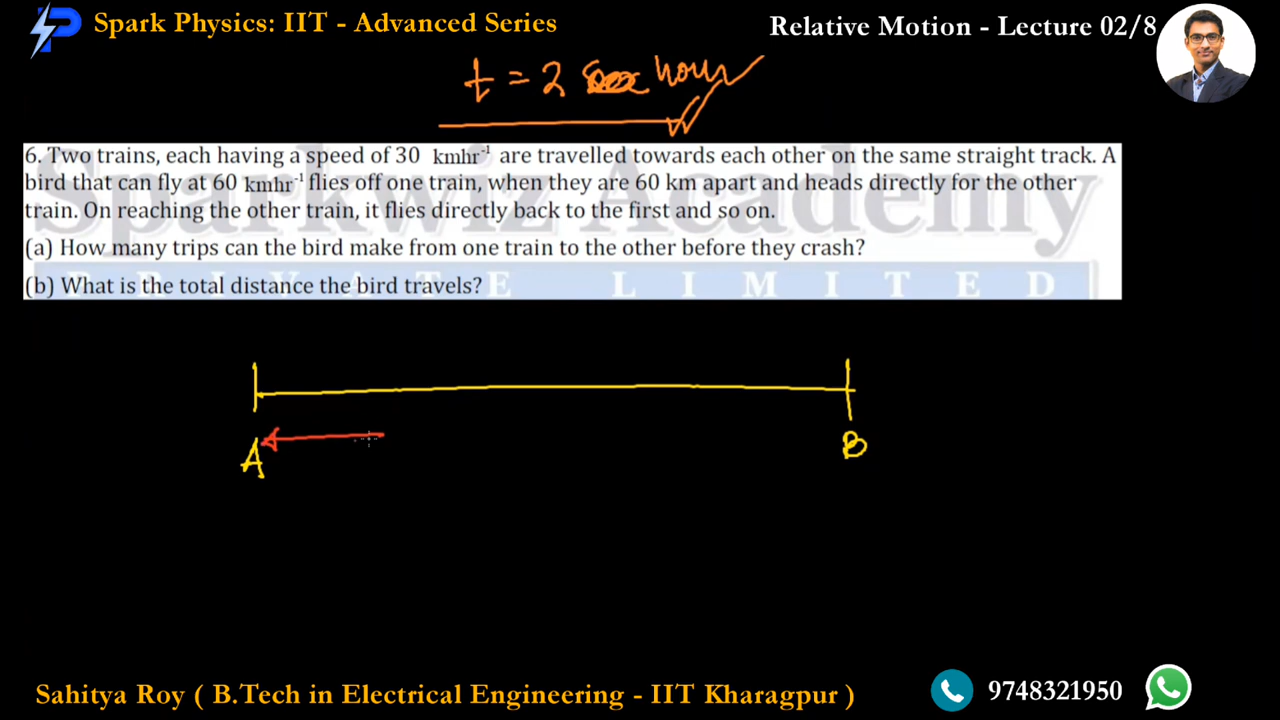 Spark Physics: IIT - Advanced Series
Relative Motion - Lecture 02/8
t = 2 hour
6. Two trains, each having a speed of 30 kmhr⁻¹ are travelled towards each other on the same straight track. A
bird that can fly at 60 kmhr⁻¹ flies off one train, when they are 60 km apart and heads directly for the other
train. On reaching the other train, it flies directly back to the first and so on.
(a) How many trips can the bird make from one train to the other before they crash?
(b) What is the total distance the bird travels?
Sparkwiz Academy
PRIVATE LIMITED
A
B
Sahitya Roy ( B.Tech in Electrical Engineering - IIT Kharagpur )
9748321950